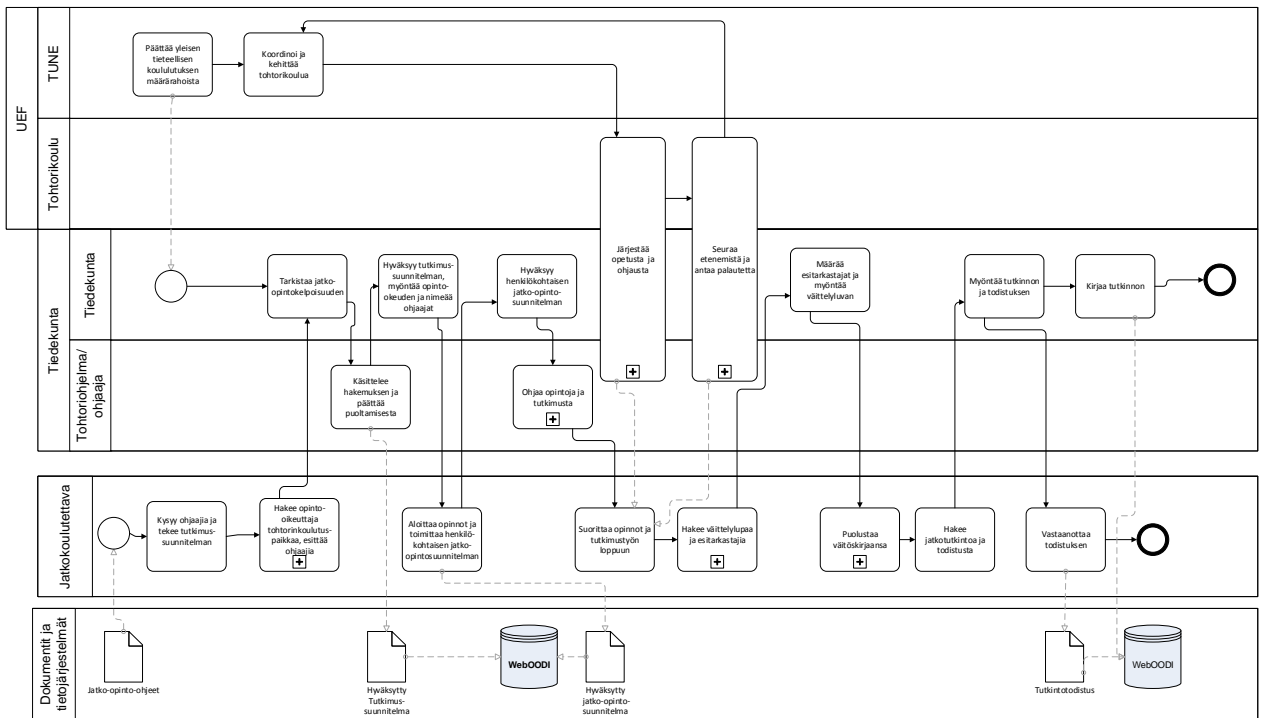 UEF
TUNE
Päättää yleisen
tieteellisen
koululutuksen
määrärahoista
Koordinoi ja
kehittää
tohtorikoulua
Tohtorikoulu
Järjestää
opetusta ja
ohjausta
Seuraa
etenemistä ja
antaa palautetta
Tiedekunta
Tiedekunta
Tarkistaa jatko-
opintokelpoisuuden
Hyväksyy tutkimus-
suunnitelman,
myöntää opinto-
okeuden ja nimeää
ohjaajat
Hyväksyy
henkilökohtaisen
jatko-opinto-
suunnitelman
Määrää
esitarkastajat ja
myöntää
väittelyluvan
Myöntää tutkinnon
ja todistuksen
Kirjaa tutkinnon
Tohtoriohjelma/
ohjaaja
Käsittelee
hakemuksen ja
päättää
puoltamisesta
Ohjaa opintoja ja
tutkimusta
Jatkokoulutettava
Kysyy ohjaajia ja
tekee tutkimus-
suunnitelman
Hakee opinto-
oikeuttaja
tohtorinkoulutus-
paikkaa, esittää
ohjaajia
Aloittaa opinnot ja
toimittaa henkilö-
kohtaisen jatko-
opintosuunnitelman
Suorittaa opinnot ja
tutkimustyön
loppuun
Hakee väittelylupaa
ja esitarkastajia
Puolustaa
väitöskirjaansa
Hakee
jatkotutkintoa ja
todistusta
Vastaanottaa
todistuksen
Dokumentit ja
tietojärjestelmät
Jatko-opinto-ohjeet
Hyväksytty
Tutkimus-
suunnitelma
WebOODI
Hyväksytty
jatko-opinto-
suunnitelma
Tutkintotodistus
WebOODI